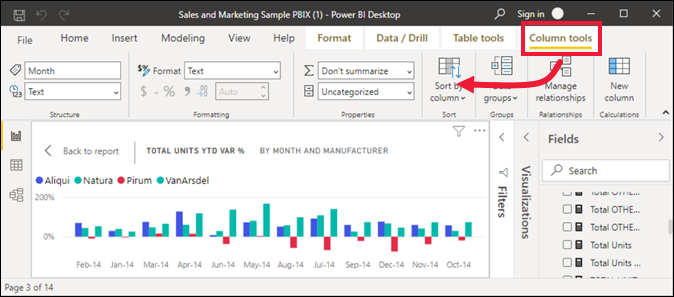 Sales and Marketing Sample PBIX (1) - Power BI Desktop
Sign in
File Home Insert Modeling View Help Format Data / Drill Table tools Column tools
Name Month
Format Text
Don't summarize
Text
$ % Auto
Uncategorized
Sort by column
groups
Manage relationships
New column
Structure Formatting Properties Sort Groups Relationships Calculations
Back to report TOTAL UNITS YTD VAR % BY MONTH AND MANUFACTURER
Aliqui Natura Pirum VanArsdel
200%
0%
Feb-14 Jan-14 Mar-14 Apr-14 Jun-14 May-14 Aug-14 Jul-14 Sep-14 Dec-14 Nov-14 Oct-14
Filters
Visualizations
Fields
Search
Total OTHE...
Total OTHE...
Total OTHE...
Total Units
Total Units ...
Page 3 of 14